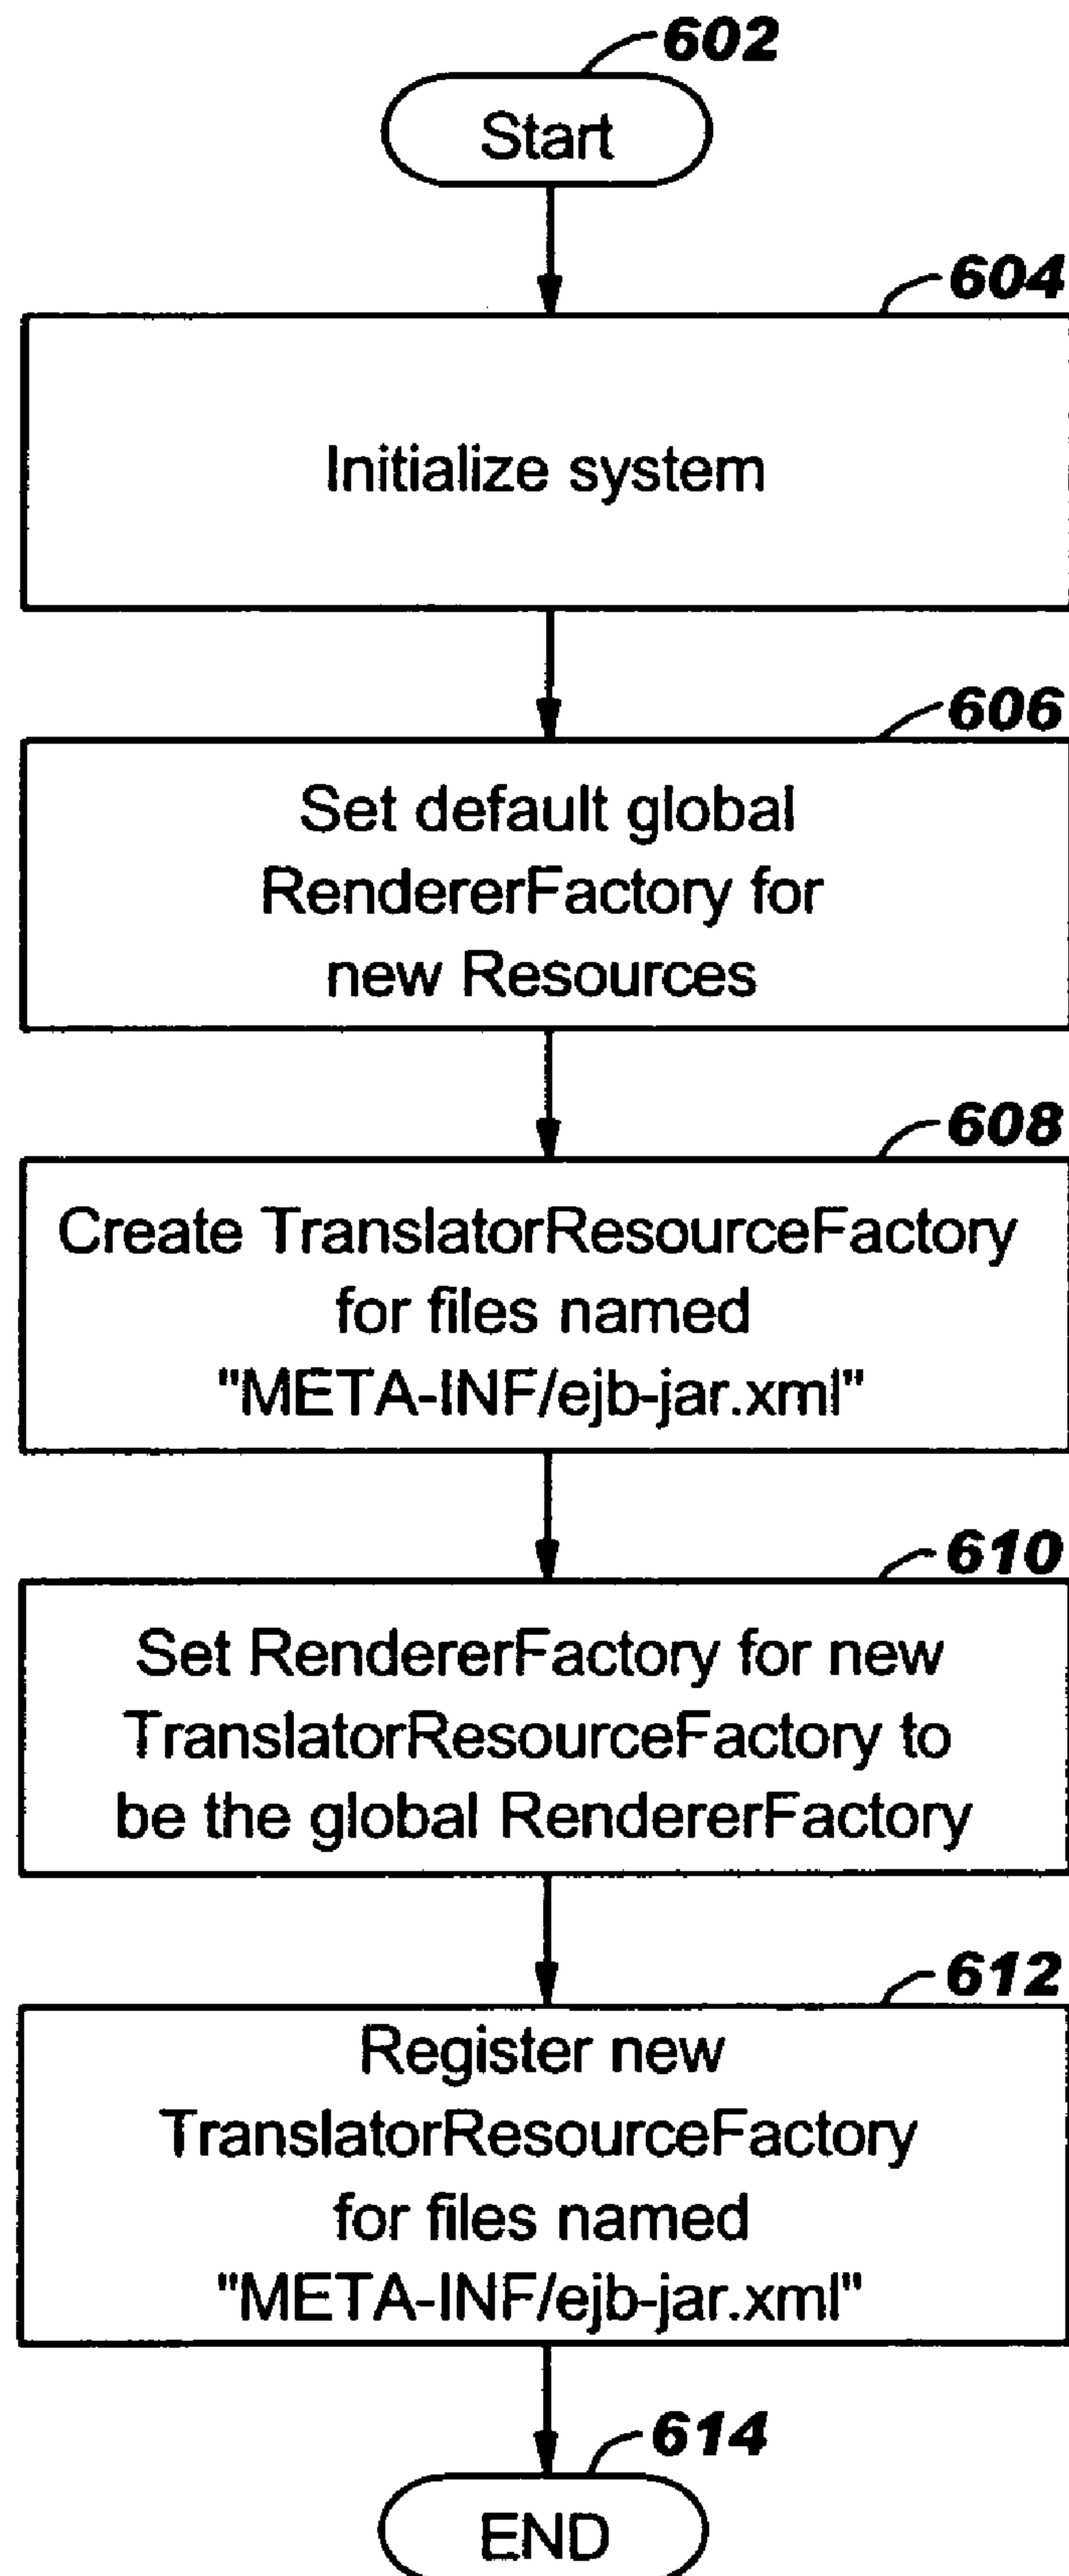 602
Start
604
Initialize system
606
Set default global
RendererFactory for
new Resources
608
Create TranslatorResourceFactory
for files named
"META-INF/ejb-jar.xml"
610
Set RendererFactory for new
TranslatorResourceFactory to
be the global RendererFactory
612
Register new
TranslatorResourceFactory
for files named
"META-INF/ejb-jar.xml"
614
END